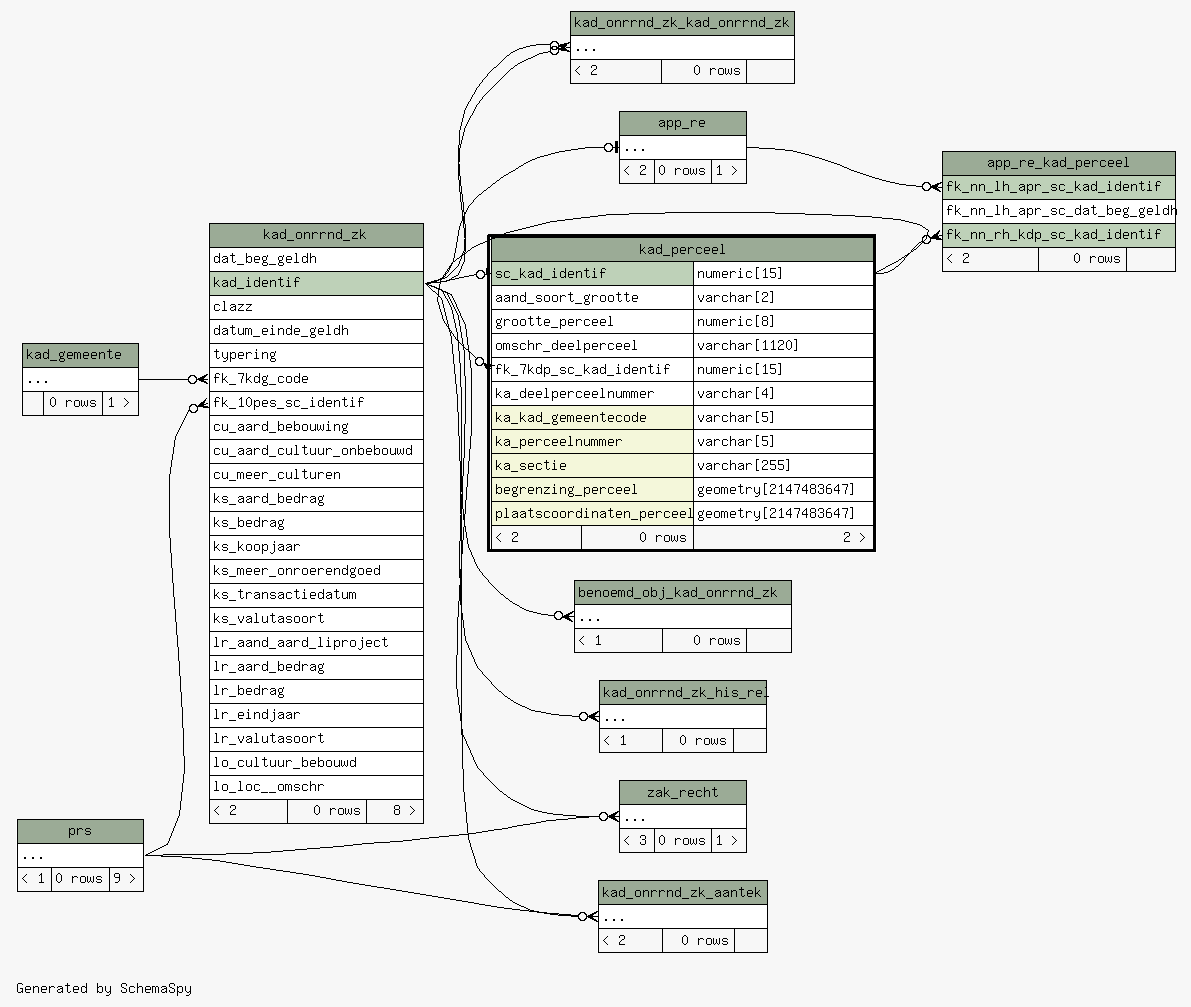 kad_onrrnd_zk_kad_onrrnd_zk
...
< 2 0 rows
app_re
...
< 2 0 rows 1 >
app_re_kad_perceel
fk_nn_lh_apr_sc_kad_identif
fk_nn_lh_apr_sc_dat_beg_geldh
fk_nn_rh_kdp_sc_kad_identif
< 2 0 rows
kad_onrrnd_zk
dat_beg_geldh
kad_identif
clazz
datum_einde_geldh
typering
fk_7kdg_code
fk_10pes_sc_identif
cu_aard_bebouwing
cu_aard_cultuur_onbebouwd
cu_meer_culturen
ks_aard_bedrag
ks_bedrag
ks_koopjaar
ks_meer_onroerendgoed
ks_transactiedatum
ks_valutasoort
lr_aand_aard_liproject
lr_aard_bedrag
lr_bedrag
lr_eindjaar
lr_valutasoort
lo_cultuur_bebouwd
lo_loc__omschr
< 2 0 rows 8 >
kad_perceel
sc_kad_identif numeric[15]
aand_soort_grootte varchar[2]
grootte_perceel numeric[8]
omschr_deelperceel varchar[1120]
fk_7kdp_sc_kad_identif numeric[15]
ka_deelperceelnummer varchar[4]
ka_kad_gemeentecode varchar[5]
ka_perceelnummer varchar[5]
ka_sectie varchar[255]
begrenzing_perceel geometry[2147483647]
plaatscoordinaten_perceel geometry[2147483647]
< 2 0 rows 2 >
kad_gemeente
...
0 rows 1 >
benoemd_obj_kad_onrrnd_zk
...
< 1 0 rows
kad_onrrnd_zk_his_rel
...
< 1 0 rows
zak_recht
...
< 3 0 rows 1 >
prs
...
< 1 0 rows 9 >
kad_onrrnd_zk_aantek
...
< 2 0 rows
Generated by SchemaSpy